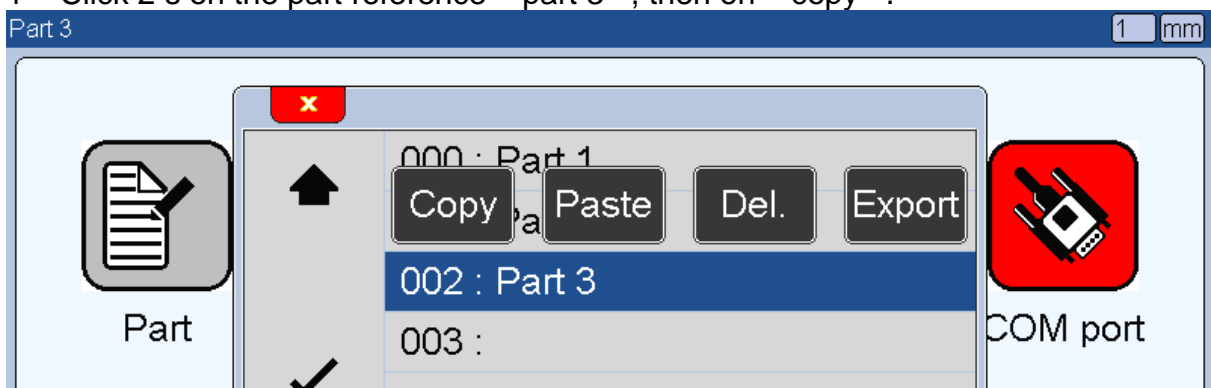 Part 3 1 mm
000 : Part 1
Copy Paste Del. Export
002 : Part 3
003 :
Part
COM port